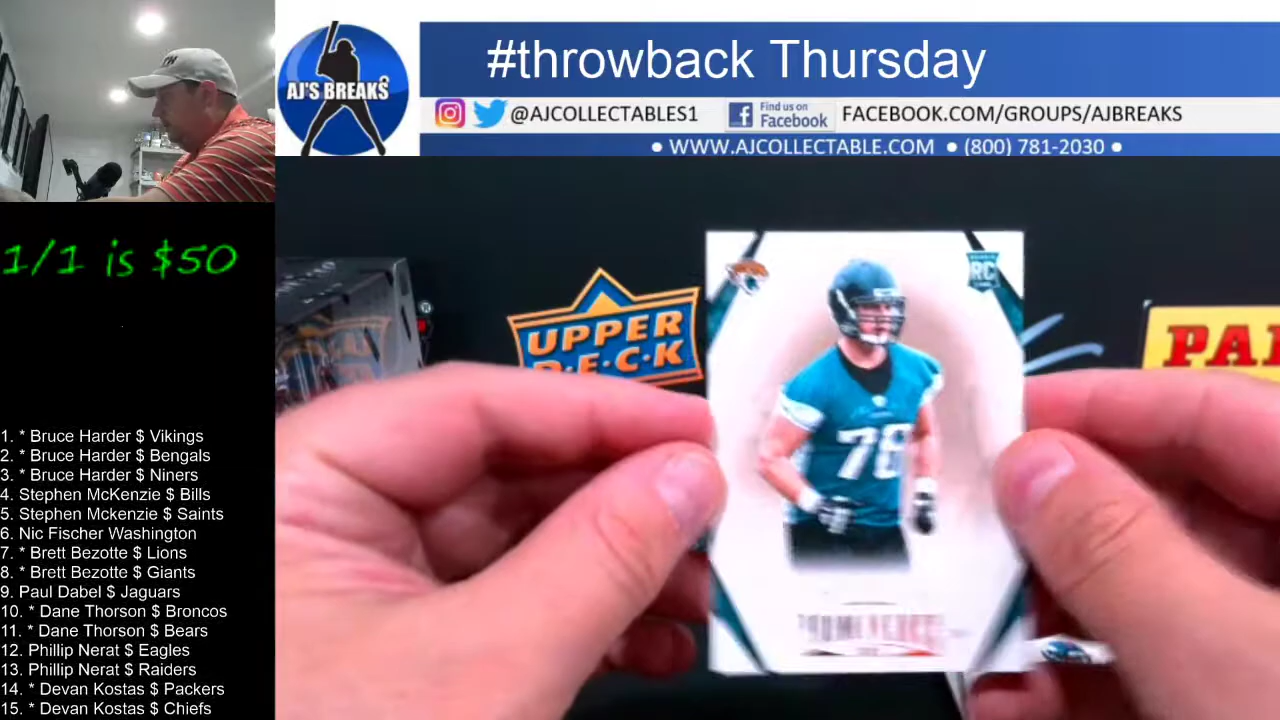 #throwback Thursday
AJ'S BREAKS
@AJCOLLECTABLES1
Find us on
Facebook
FACEBOOK.COM/GROUPS/AJBREAKS
• WWW.AJCOLLECTABLE.COM • (800) 781-2030 •
1/1 is $50
RC
UPPER
D·E·C·K
PAN
78
1. * Bruce Harder $ Vikings
2. * Bruce Harder $ Bengals
3. * Bruce Harder $ Niners
4. Stephen McKenzie $ Bills
5. Stephen Mckenzie $ Saints
6. Nic Fischer Washington
7. * Brett Bezotte $ Lions
8. * Brett Bezotte $ Giants
9. Paul Dabel $ Jaguars
10. * Dane Thorson $ Broncos
11. * Dane Thorson $ Bears
12. Phillip Nerat $ Eagles
13. Phillip Nerat $ Raiders
14. * Devan Kostas $ Packers
15. * Devan Kostas $ Chiefs